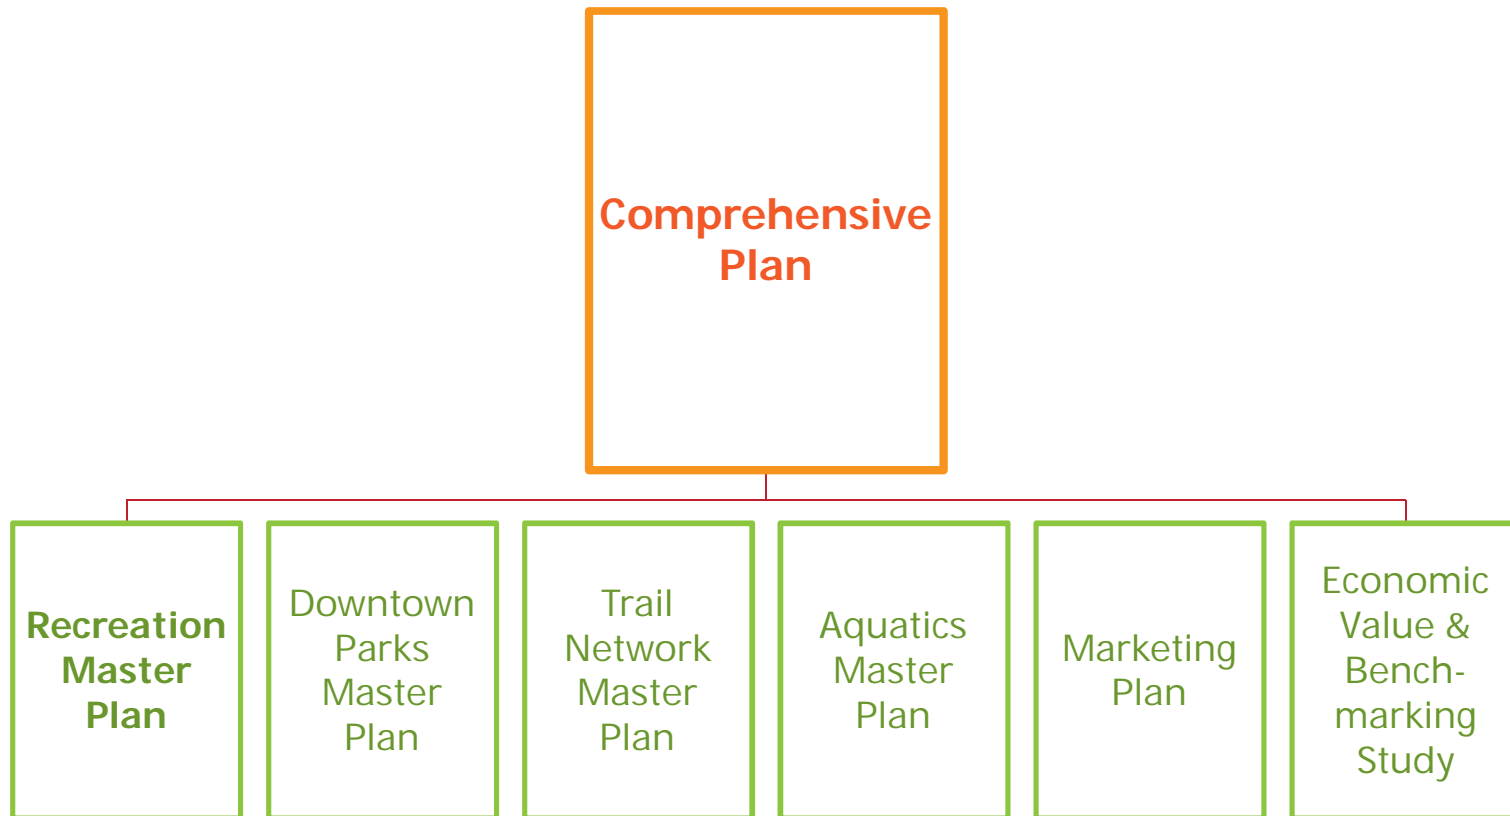 Comprehensive
Plan
Recreation
Master
Plan
Downtown
Parks
Master
Plan
Trail
Network
Master
Plan
Aquatics
Master
Plan
Marketing
Plan
Economic
Value &
Bench-
marking
Study